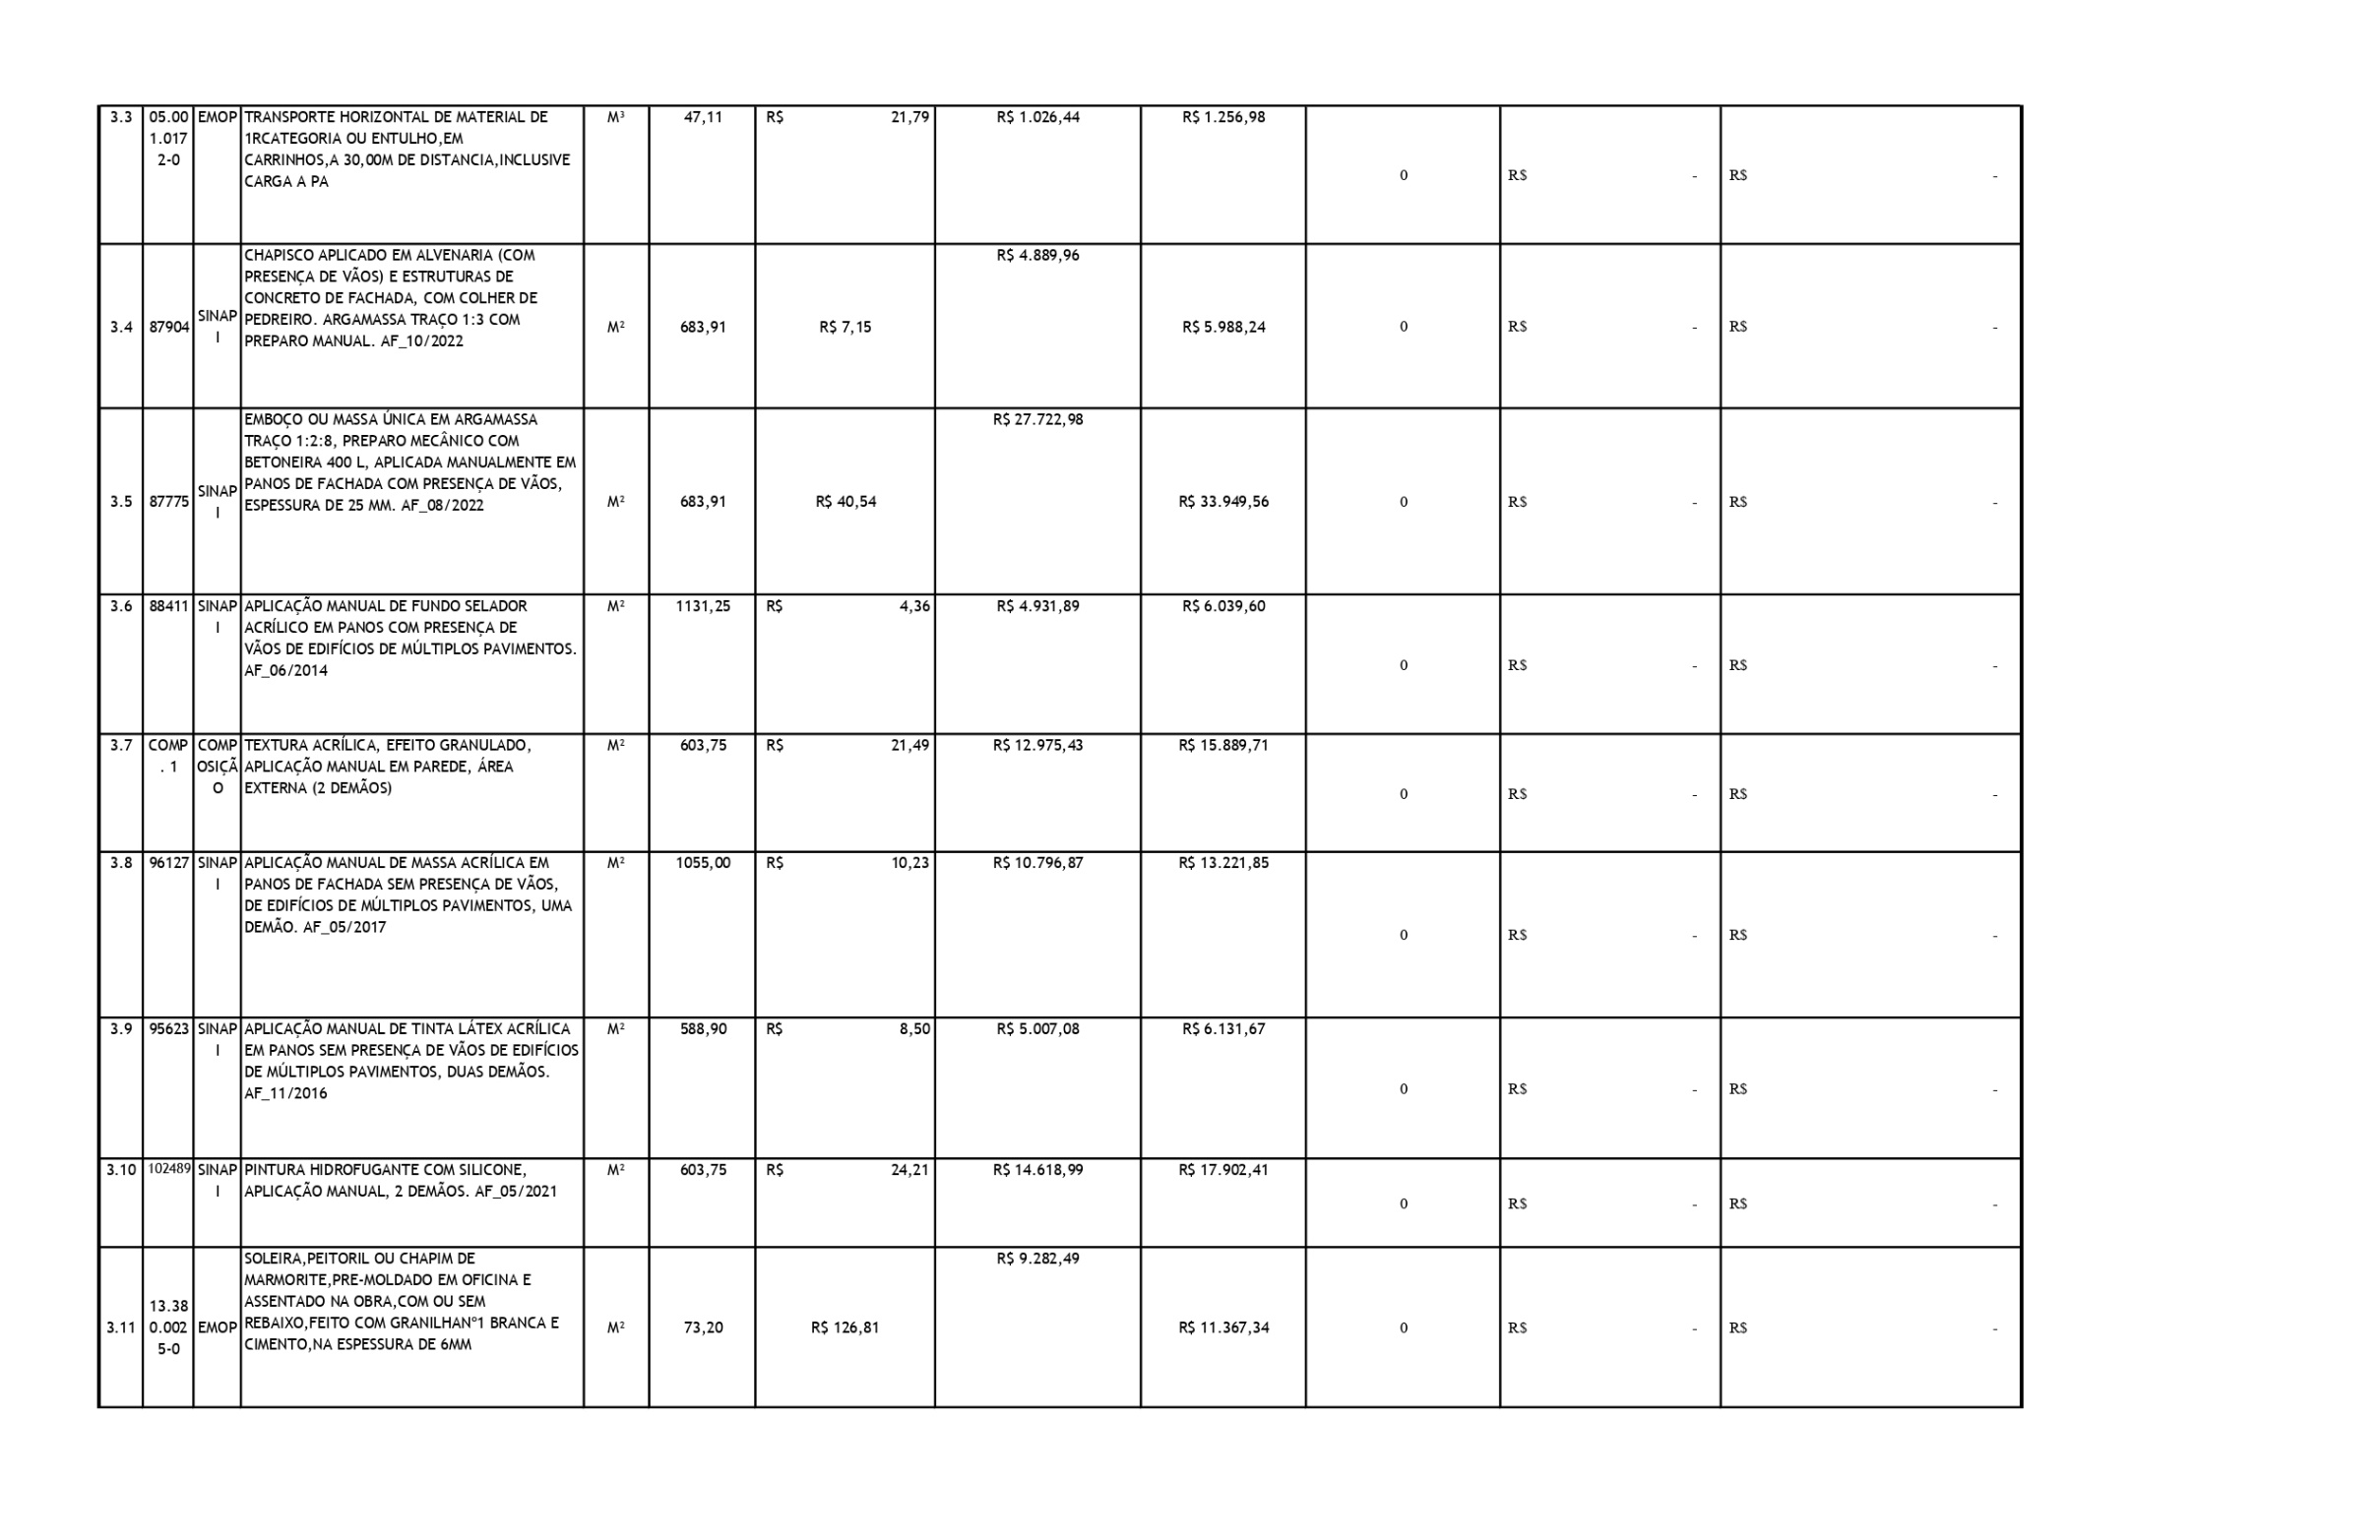 3.3 05.00 EMOP TRANSPORTE HORIZONTAL DE MATERIAL DE M³ 47,11 R$ 21,79 R$ 1.026,44 R$ 1.256,98
1.017 1RCATEGORIA OU ENTULHO,EM
2-0 CARRINHOS,A 30,00M DE DISTANCIA,INCLUSIVE
CARGA A PA
0 R$ - R$ -
CHAPISCO APLICADO EM ALVENARIA (COM R$ 4.889,96
PRESENÇA DE VÃOS) E ESTRUTURAS DE
CONCRETO DE FACHADA, COM COLHER DE
3.4 87904 SINAP PEDREIRO. ARGAMASSA TRAÇO 1:3 COM M² 683,91 R$ 7,15 R$ 5.988,24 0 R$ - R$ -
I PREPARO MANUAL. AF_10/2022
EMBOÇO OU MASSA ÚNICA EM ARGAMASSA R$ 27.722,98
TRAÇO 1:2:8, PREPARO MECÂNICO COM
BETONEIRA 400 L, APLICADA MANUALMENTE EM
SINAP PANOS DE FACHADA COM PRESENÇA DE VÃOS,
3.5 87775 I ESPESSURA DE 25 MM. AF_08/2022 M² 683,91 R$ 40,54 R$ 33.949,56 0 R$ - R$ -
3.6 88411 SINAP APLICAÇÃO MANUAL DE FUNDO SELADOR M² 1131,25 R$ 4,36 R$ 4.931,89 R$ 6.039,60
I ACRÍLICO EM PANOS COM PRESENÇA DE
VÃOS DE EDIFÍCIOS DE MÚLTIPLOS PAVIMENTOS.
AF_06/2014
0 R$ - R$ -
3.7 COMP COMP TEXTURA ACRÍLICA, EFEITO GRANULADO, M² 603,75 R$ 21,49 R$ 12.975,43 R$ 15.889,71
. 1 OSIÇÃ APLICAÇÃO MANUAL EM PAREDE, ÁREA
O EXTERNA (2 DEMÃOS)
0 R$ - R$ -
3.8 96127 SINAP APLICAÇÃO MANUAL DE MASSA ACRÍLICA EM M² 1055,00 R$ 10,23 R$ 10.796,87 R$ 13.221,85
I PANOS DE FACHADA SEM PRESENÇA DE VÃOS,
DE EDIFÍCIOS DE MÚLTIPLOS PAVIMENTOS, UMA
DEMÃO. AF_05/2017
0 R$ - R$ -
3.9 95623 SINAP APLICAÇÃO MANUAL DE TINTA LÁTEX ACRÍLICA M² 588,90 R$ 8,50 R$ 5.007,08 R$ 6.131,67
I EM PANOS SEM PRESENÇA DE VÃOS DE EDIFÍCIOS
DE MÚLTIPLOS PAVIMENTOS, DUAS DEMÃOS.
AF_11/2016
0 R$ - R$ -
3.10 102489 SINAP PINTURA HIDROFUGANTE COM SILICONE, M² 603,75 R$ 24,21 R$ 14.618,99 R$ 17.902,41
I APLICAÇÃO MANUAL, 2 DEMÃOS. AF_05/2021
0 R$ - R$ -
SOLEIRA,PEITORIL OU CHAPIM DE R$ 9.282,49
MARMORITE,PRE-MOLDADO EM OFICINA E
13.38 ASSENTADO NA OBRA,COM OU SEM
3.11 0.002 EMOP REBAIXO,FEITO COM GRANILHANº1 BRANCA E M² 73,20 R$ 126,81 R$ 11.367,34 0 R$ - R$ -
5-0 CIMENTO,NA ESPESSURA DE 6MM